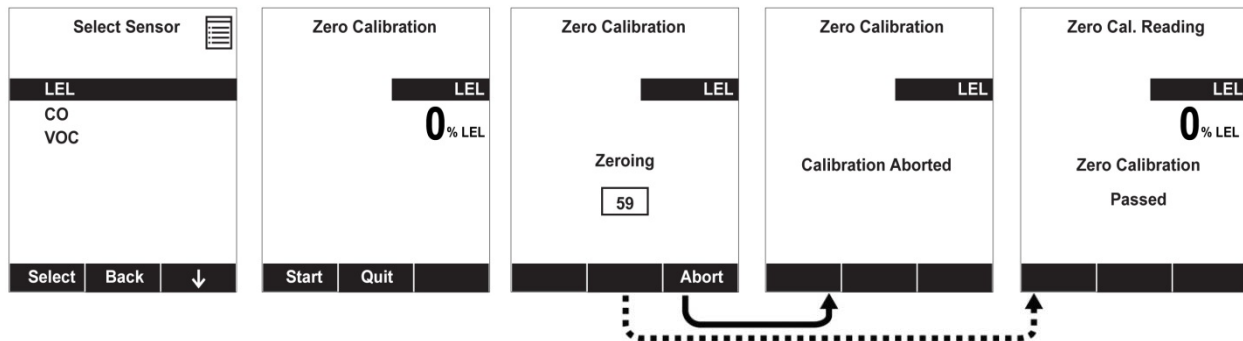 Select Sensor
LEL
CO
VOC
Select Back ↓
Zero Calibration
LEL
0 % LEL
Start Quit
Zero Calibration
LEL
Zeroing
59
Abort
Zero Calibration
LEL
Calibration Aborted
Zero Cal. Reading
LEL
0 % LEL
Zero Calibration
Passed